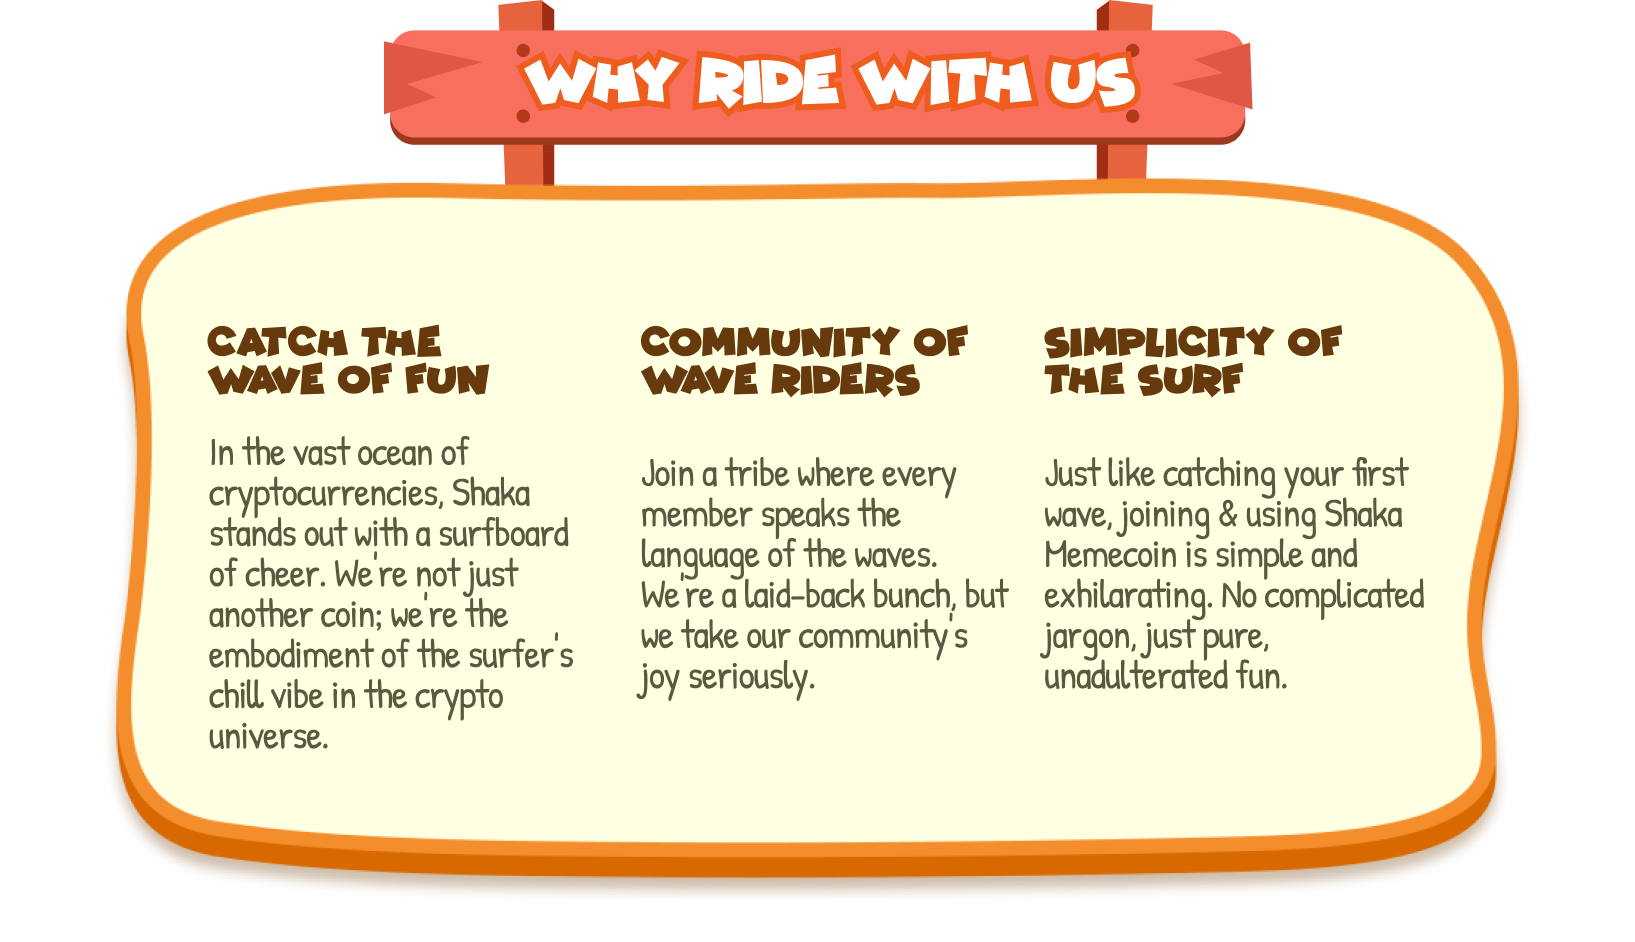 WHY RIDE WITH US
CATCH THE
WAVE OF FUN
In the vast ocean of
cryptocurrencies, Shaka
stands out with a surfboard
of cheer. We're not just
another coin; we're the
embodiment of the surfer's
chill vibe in the crypto
universe.
COMMUNITY OF
WAVE RIDERS
Join a tribe where every
member speaks the
language of the waves.
We're a laid-back bunch, but
we take our community's
joy seriously.
SIMPLICITY OF
THE SURF
Just like catching your first
wave, joining & using Shaka
Memecoin is simple and
exhilarating. No complicated
jargon, just pure,
unadulterated fun.